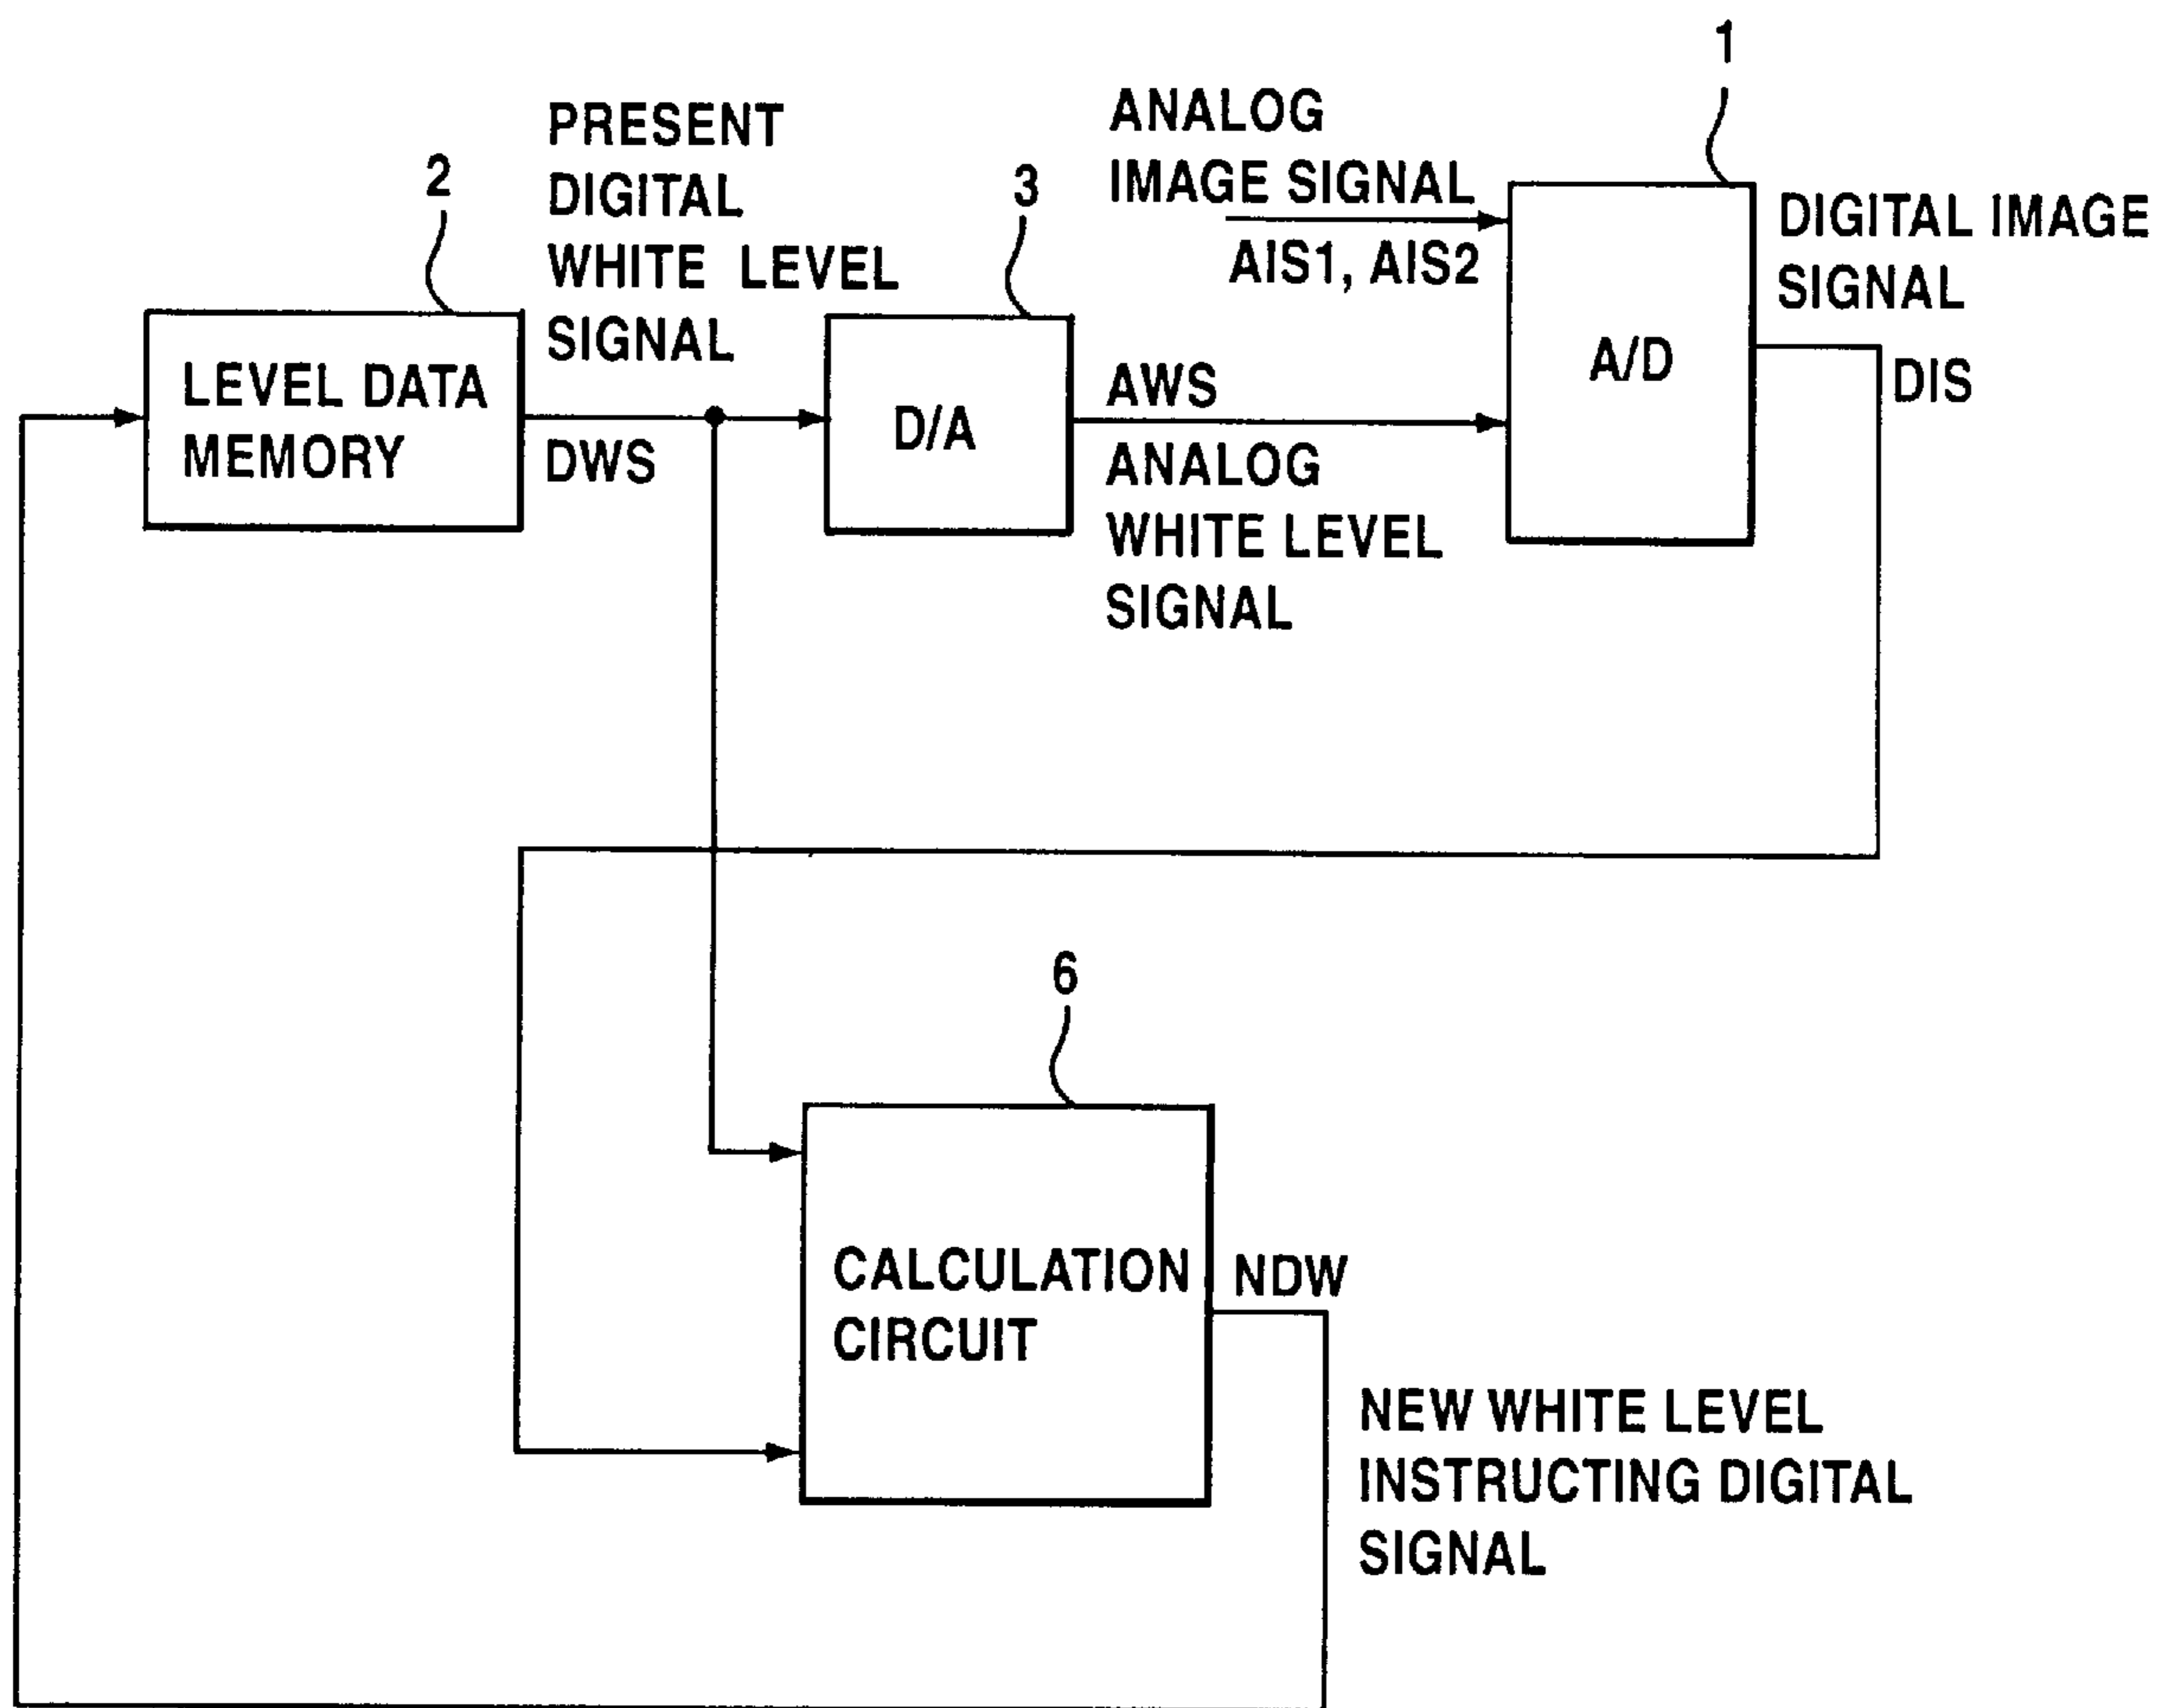 1
ANALOG
IMAGE SIGNAL
AIS1, AIS2
PRESENT
DIGITAL
WHITE LEVEL
SIGNAL
2
3
DIGITAL IMAGE
SIGNAL
A/D
DIS
LEVEL DATA
MEMORY
DWS
D/A
AWS
ANALOG
WHITE LEVEL
SIGNAL
6
CALCULATION
CIRCUIT
NDW
NEW WHITE LEVEL
INSTRUCTING DIGITAL
SIGNAL